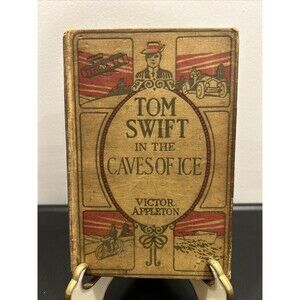 TOM
SWIFT
IN THE
CAVES OF ICE
VICTOR
APPLETON